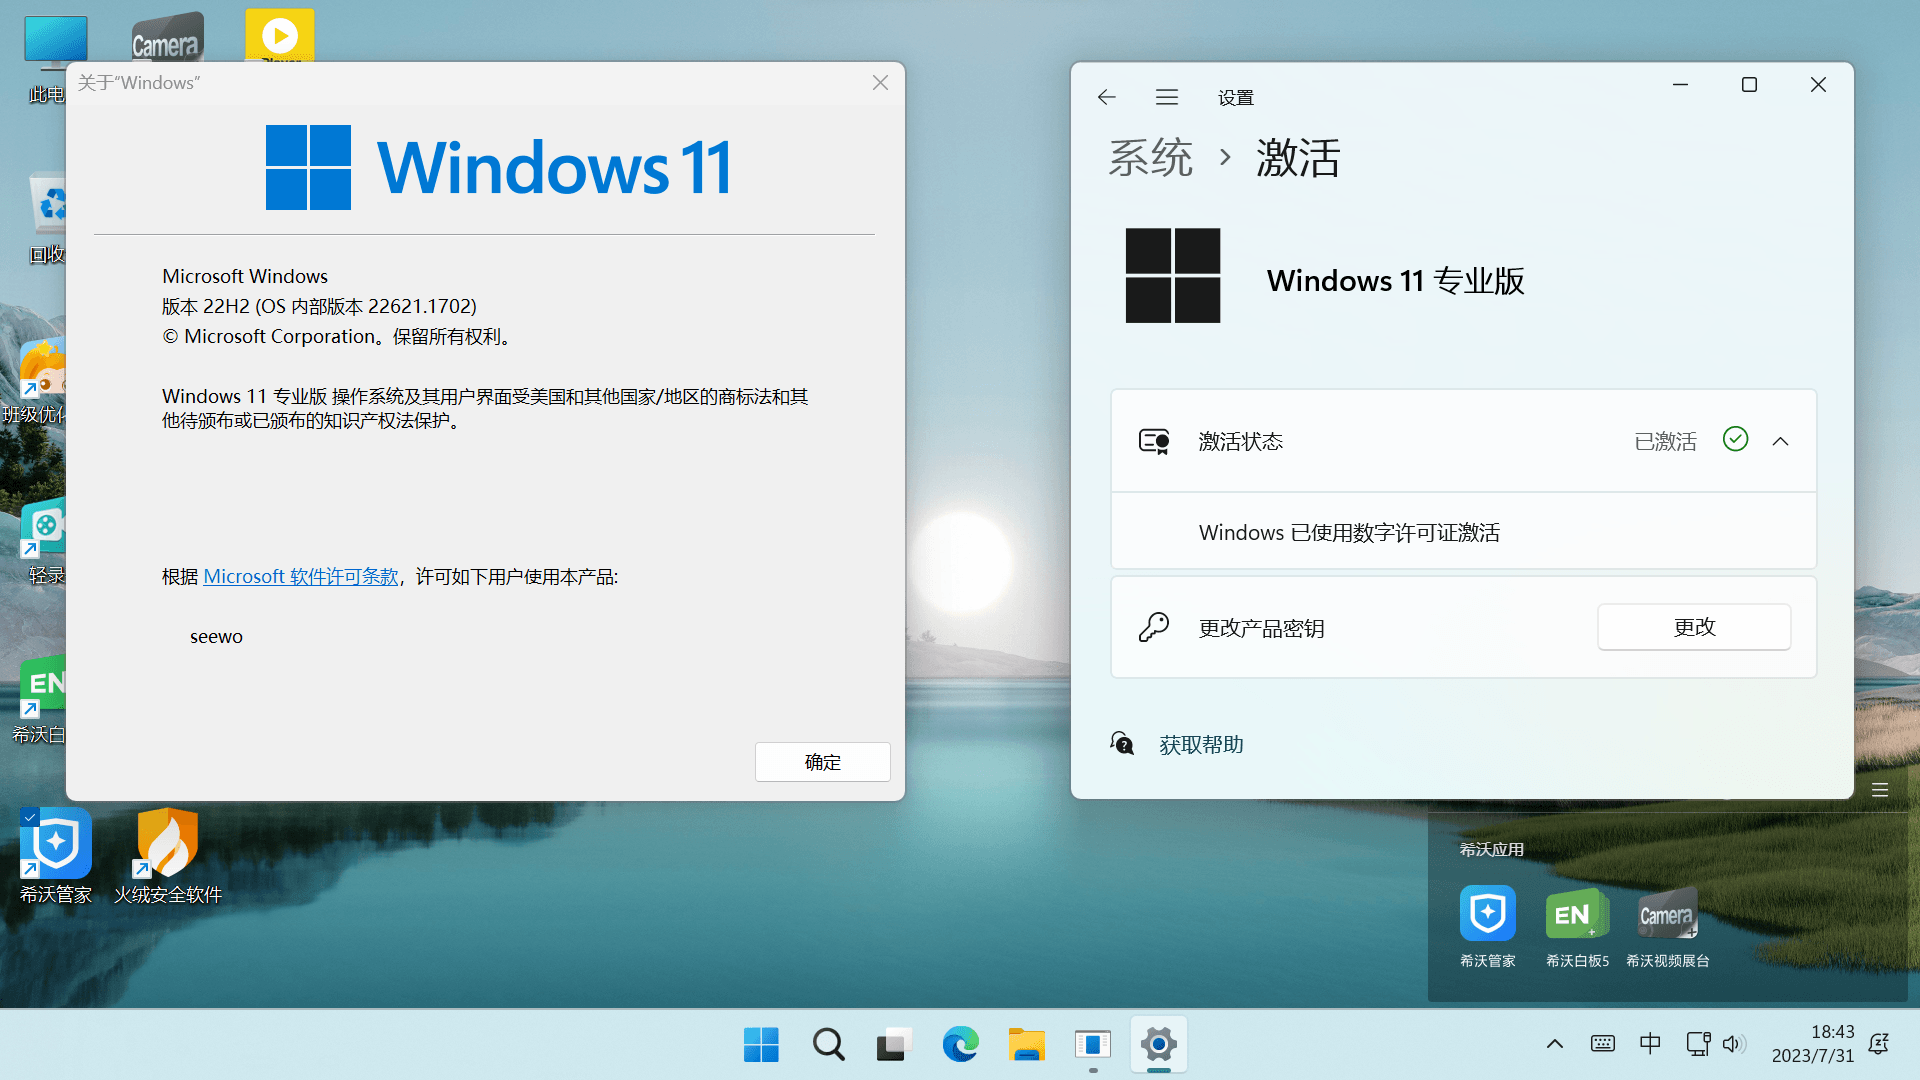 Camera
此电
回收
班级优化
轻录
EN
希沃白
希沃管家
火绒安全软件
关于“Windows”
Windows 11
Microsoft Windows
版本 22H2 (OS 内部版本 22621.1702)
© Microsoft Corporation。保留所有权利。
Windows 11 专业版 操作系统及其用户界面受美国和其他国家/地区的商标法和其
他待颁布或已颁布的知识产权法保护。
根据 Microsoft 软件许可条款，许可如下用户使用本产品:
seewo
确定
设置
系统 › 激活
Windows 11 专业版
激活状态 已激活
Windows 已使用数字许可证激活
更改产品密钥 更改
获取帮助
希沃应用
EN
Camera
希沃管家 希沃白板5 希沃视频展台
中
18:43
2023/7/31